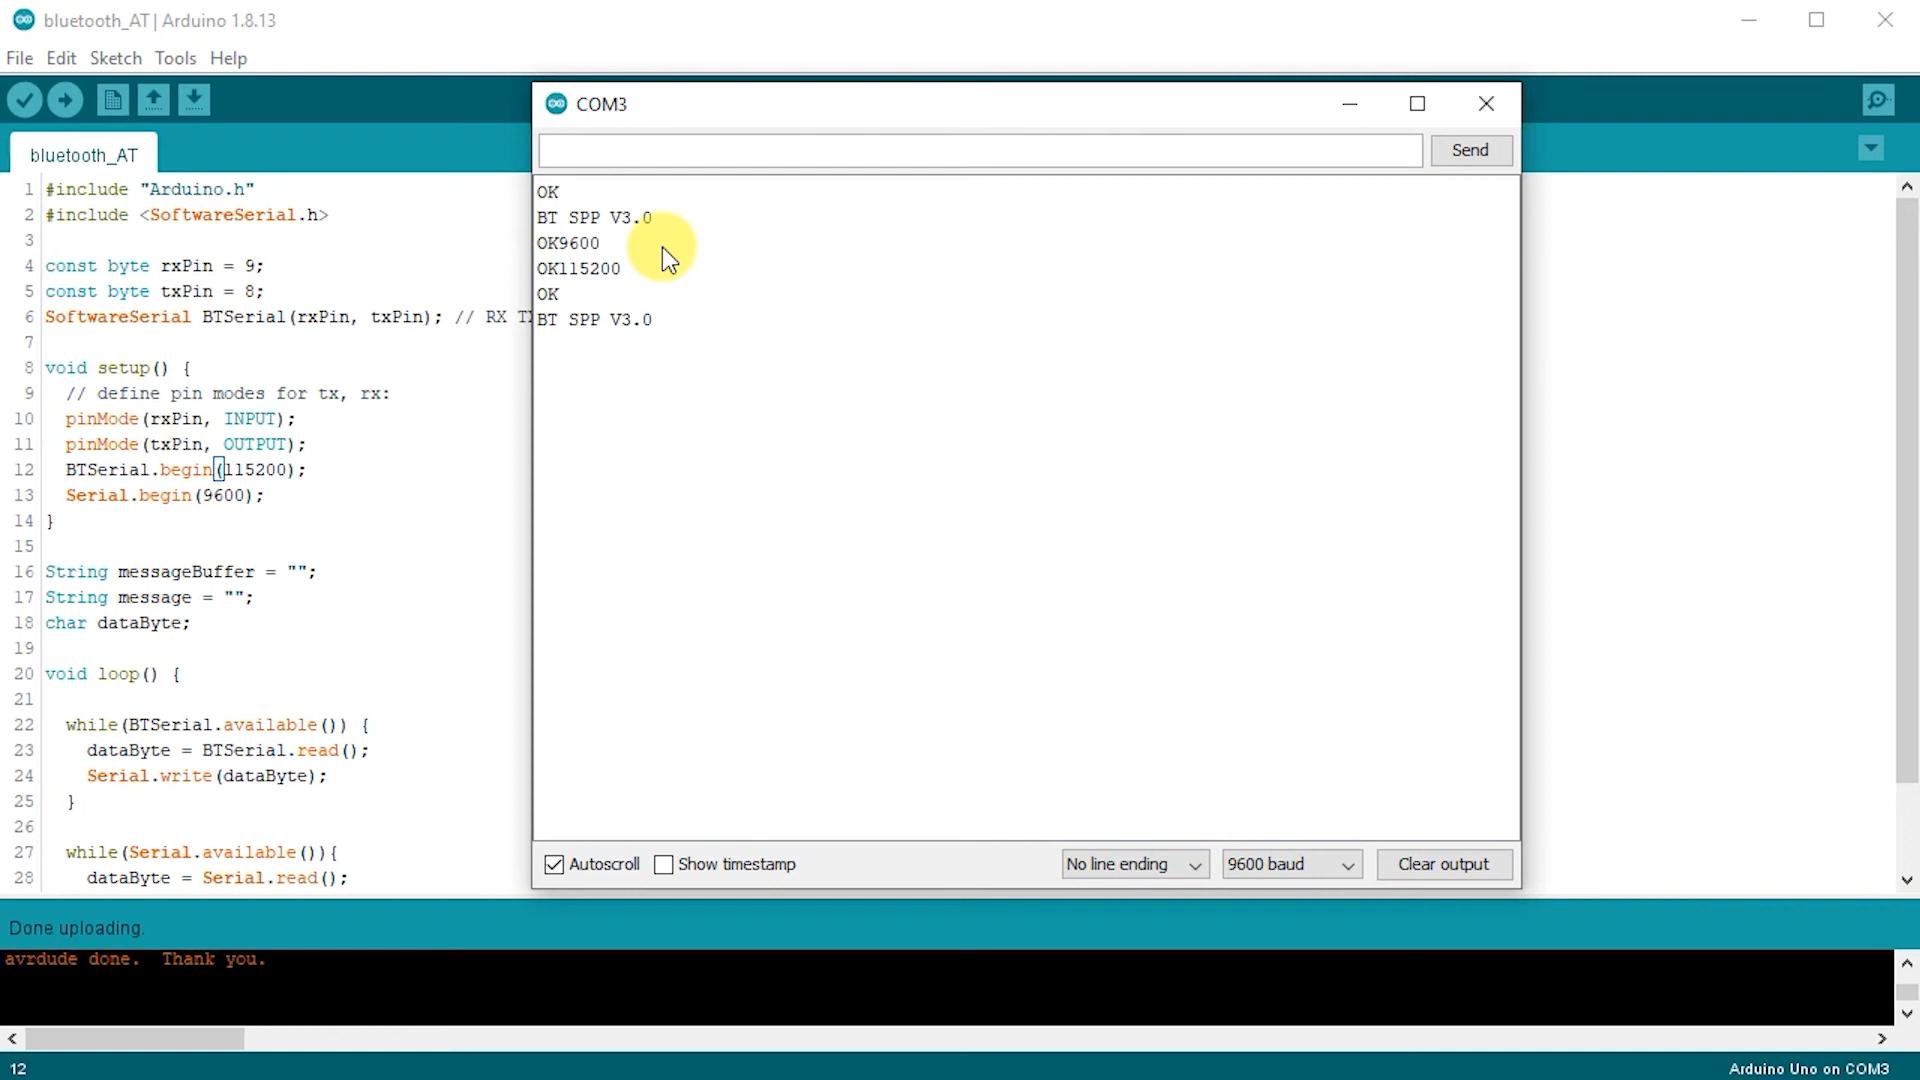 bluetooth_AT | Arduino 1.8.13
File Edit Sketch Tools Help
bluetooth_AT
1 #include "Arduino.h"
2 #include <SoftwareSerial.h>
3
4 const byte rxPin = 9;
5 const byte txPin = 8;
6 SoftwareSerial BTSerial(rxPin, txPin); // RX
7
8 void setup() {
9 // define pin modes for tx, rx:
10 pinMode(rxPin, INPUT);
11 pinMode(txPin, OUTPUT);
12 BTSerial.begin(115200);
13 Serial.begin(9600);
14 }
15
16 String messageBuffer = "";
17 String message = "";
18 char dataByte;
19
20 void loop() {
21
22 while(BTSerial.available()) {
23 dataByte = BTSerial.read();
24 Serial.write(dataByte);
25 }
26
27 while(Serial.available()){
28 dataByte = Serial.read();
COM3
Send
OK
BT SPP V3.0
OK9600
OK115200
OK
BT SPP V3.0
Autoscroll Show timestamp No line ending 9600 baud Clear output
Done uploading.
avrdude done. Thank you.
12 Arduino Uno on COM3